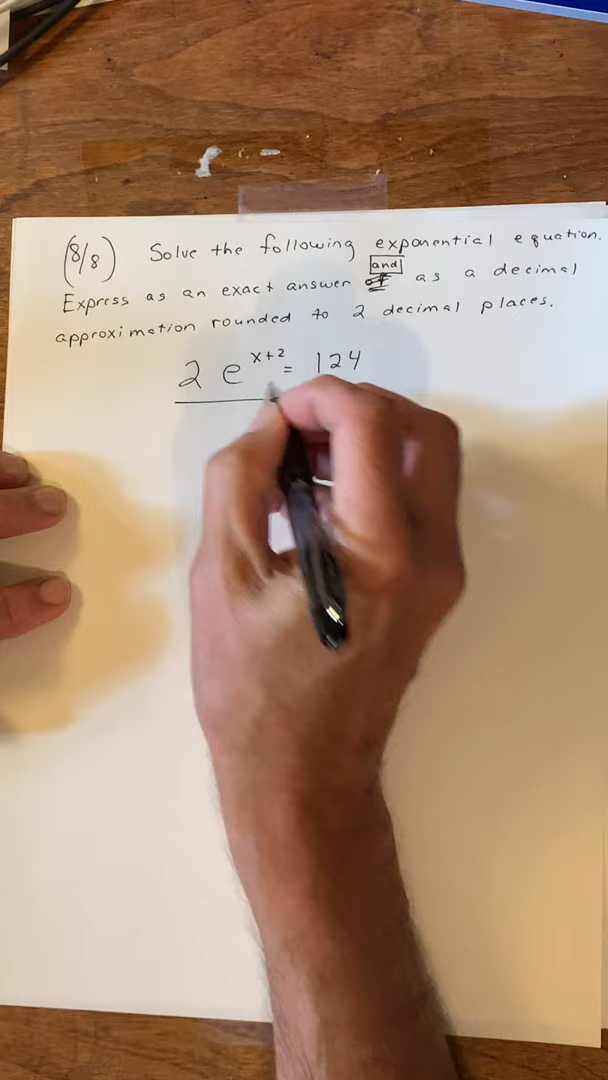 (8/8) Solve the following exponential equation.
and
Express as an exact answer as a decimal
approximation rounded to 2 decimal places.
2 e^{x+2} = 124